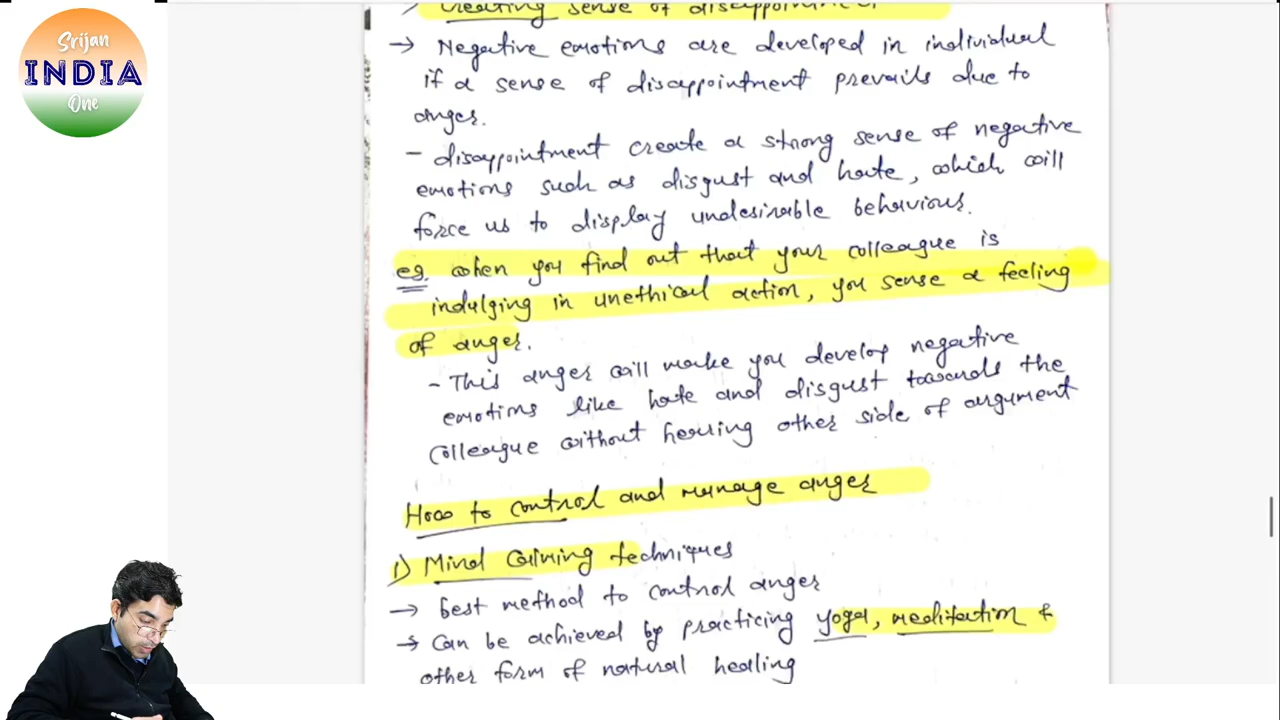 Srijan
INDIA
One
Creating sense of disappointment
→ Negative emotions are developed in individual
if a sense of disappointment prevails due to
anger.
- disappointment create a strong sense of negative
emotions such as disgust and hate, which will
force us to display undesirable behaviour.
eg. when you find out that your colleague is
indulging in unethical action, you sense a feeling
of anger.
- This anger will make you develop negative
emotions like hate and disgust towards the
colleague without hearing other side of argument
How to control and manage anger
1) Mind calming techniques
→ best method to control anger
→ Can be achieved by practicing yoga, meditation &
other form of natural healing